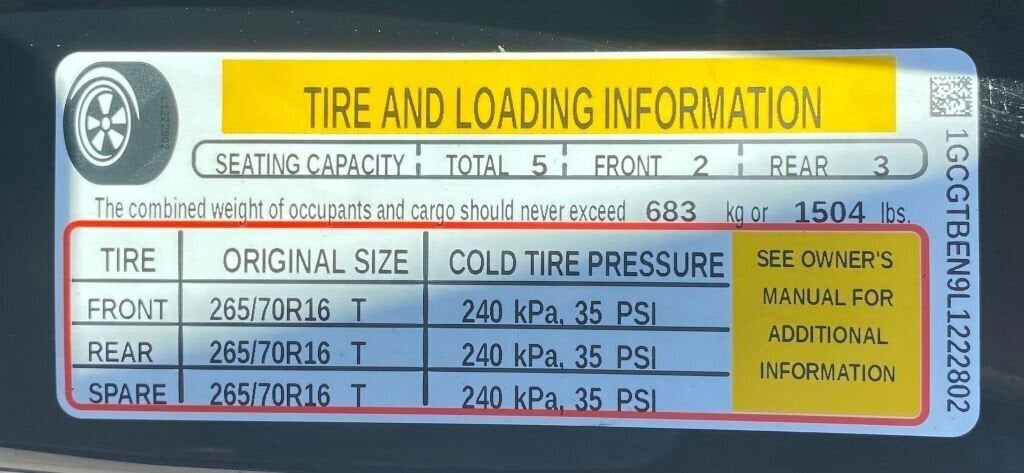 TIRE AND LOADING INFORMATION
SEATING CAPACITY TOTAL 5 FRONT 2 REAR 3
The combined weight of occupants and cargo should never exceed 683 kg or 1504 lbs.
TIRE ORIGINAL SIZE COLD TIRE PRESSURE
FRONT 265/70R16 T 240 kPa, 35 PSI
REAR 265/70R16 T 240 kPa, 35 PSI
SPARE 265/70R16 T 240 kPa, 35 PSI
SEE OWNER'S
MANUAL FOR
ADDITIONAL
INFORMATION
1GCGTBEN9L1222802
L1222802